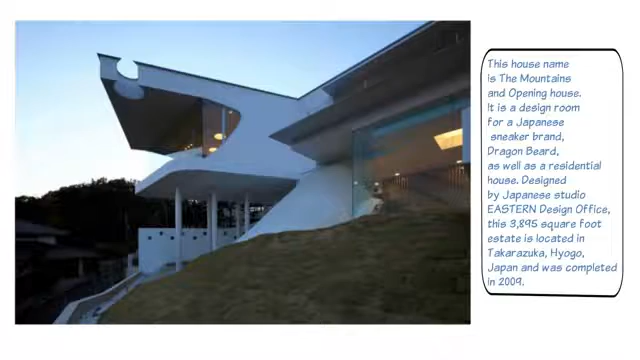 This house name
is The Mountains
and Opening house.
It is a design room
for a Japanese
sneaker brand,
Dragon Beard,
as well as a residential
house. Designed
by Japanese studio
EASTERN Design Office,
this 3,895 square foot
estate is located in
Takarazuka, Hyogo,
Japan and was completed
in 2009.